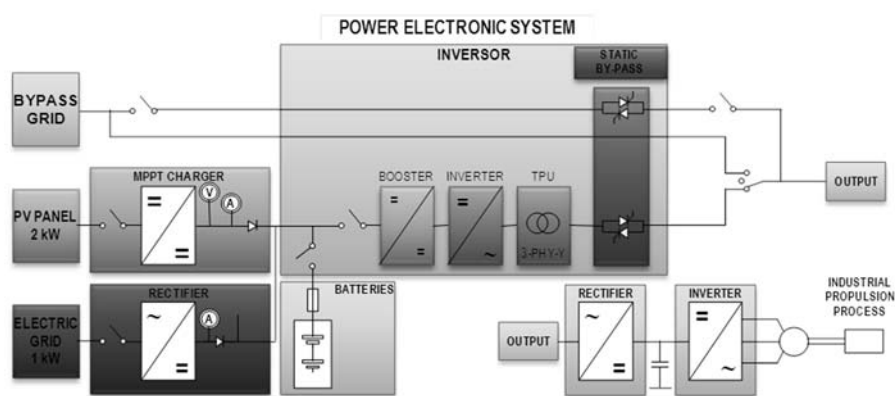 POWER ELECTRONIC SYSTEM
INVERSOR
STATIC
BY-PASS
BYPASS
GRID
MPPT CHARGER
V
A
BOOSTER
INVERTER
TPU
3-PHY-Y
PV PANEL
2 kW
OUTPUT
RECTIFIER
A
ELECTRIC
GRID
1 kW
BATTERIES
OUTPUT
RECTIFIER
INVERTER
INDUSTRIAL
PROPULSION
PROCESS